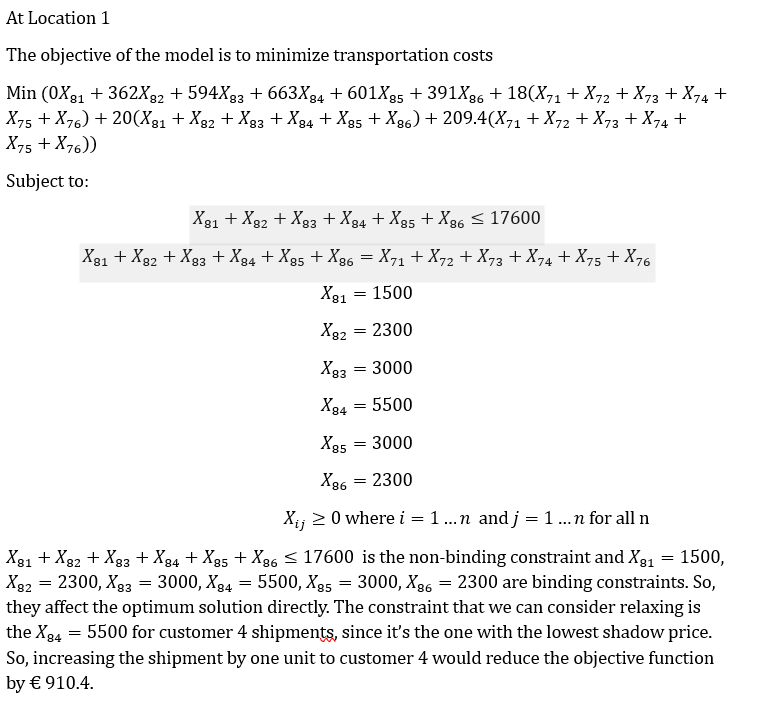 At Location 1
The objective of the model is to minimize transportation costs
Min (0X₈₁ + 362X₈₂ + 594X₈₃ + 663X₈₄ + 601X₈₅ + 391X₈₆ + 18(X₇₁ + X₇₂ + X₇₃ + X₇₄ +
X₇₅ + X₇₆) + 20(X₈₁ + X₈₂ + X₈₃ + X₈₄ + X₈₅ + X₈₆) + 209.4(X₇₁ + X₇₂ + X₇₃ + X₇₄ +
X₇₅ + X₇₆))
Subject to:
X₈₁ + X₈₂ + X₈₃ + X₈₄ + X₈₅ + X₈₆ ≤ 17600
X₈₁ + X₈₂ + X₈₃ + X₈₄ + X₈₅ + X₈₆ = X₇₁ + X₇₂ + X₇₃ + X₇₄ + X₇₅ + X₇₆
X₈₁ = 1500
X₈₂ = 2300
X₈₃ = 3000
X₈₄ = 5500
X₈₅ = 3000
X₈₆ = 2300
Xᵢⱼ ≥ 0 where i = 1 … n and j = 1 … n for all n
X₈₁ + X₈₂ + X₈₃ + X₈₄ + X₈₅ + X₈₆ ≤ 17600 is the non-binding constraint and X₈₁ = 1500,
X₈₂ = 2300, X₈₃ = 3000, X₈₄ = 5500, X₈₅ = 3000, X₈₆ = 2300 are binding constraints. So,
they affect the optimum solution directly. The constraint that we can consider relaxing is
the X₈₄ = 5500 for customer 4 shipments, since it's the one with the lowest shadow price.
So, increasing the shipment by one unit to customer 4 would reduce the objective function
by € 910.4.